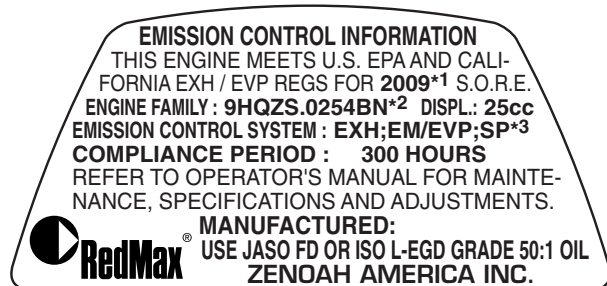 EMISSION CONTROL INFORMATION
THIS ENGINE MEETS U.S. EPA AND CALI-
FORNIA EXH / EVP REGS FOR 2009*1 S.O.R.E.
ENGINE FAMILY : 9HQZS.0254BN*2 DISPL.: 25cc
EMISSION CONTROL SYSTEM : EXH;EM/EVP;SP*3
COMPLIANCE PERIOD : 300 HOURS
REFER TO OPERATOR'S MANUAL FOR MAINTE-
NANCE, SPECIFICATIONS AND ADJUSTMENTS.
MANUFACTURED:
RedMax® USE JASO FD OR ISO L-EGD GRADE 50:1 OIL
ZENOAH AMERICA INC.